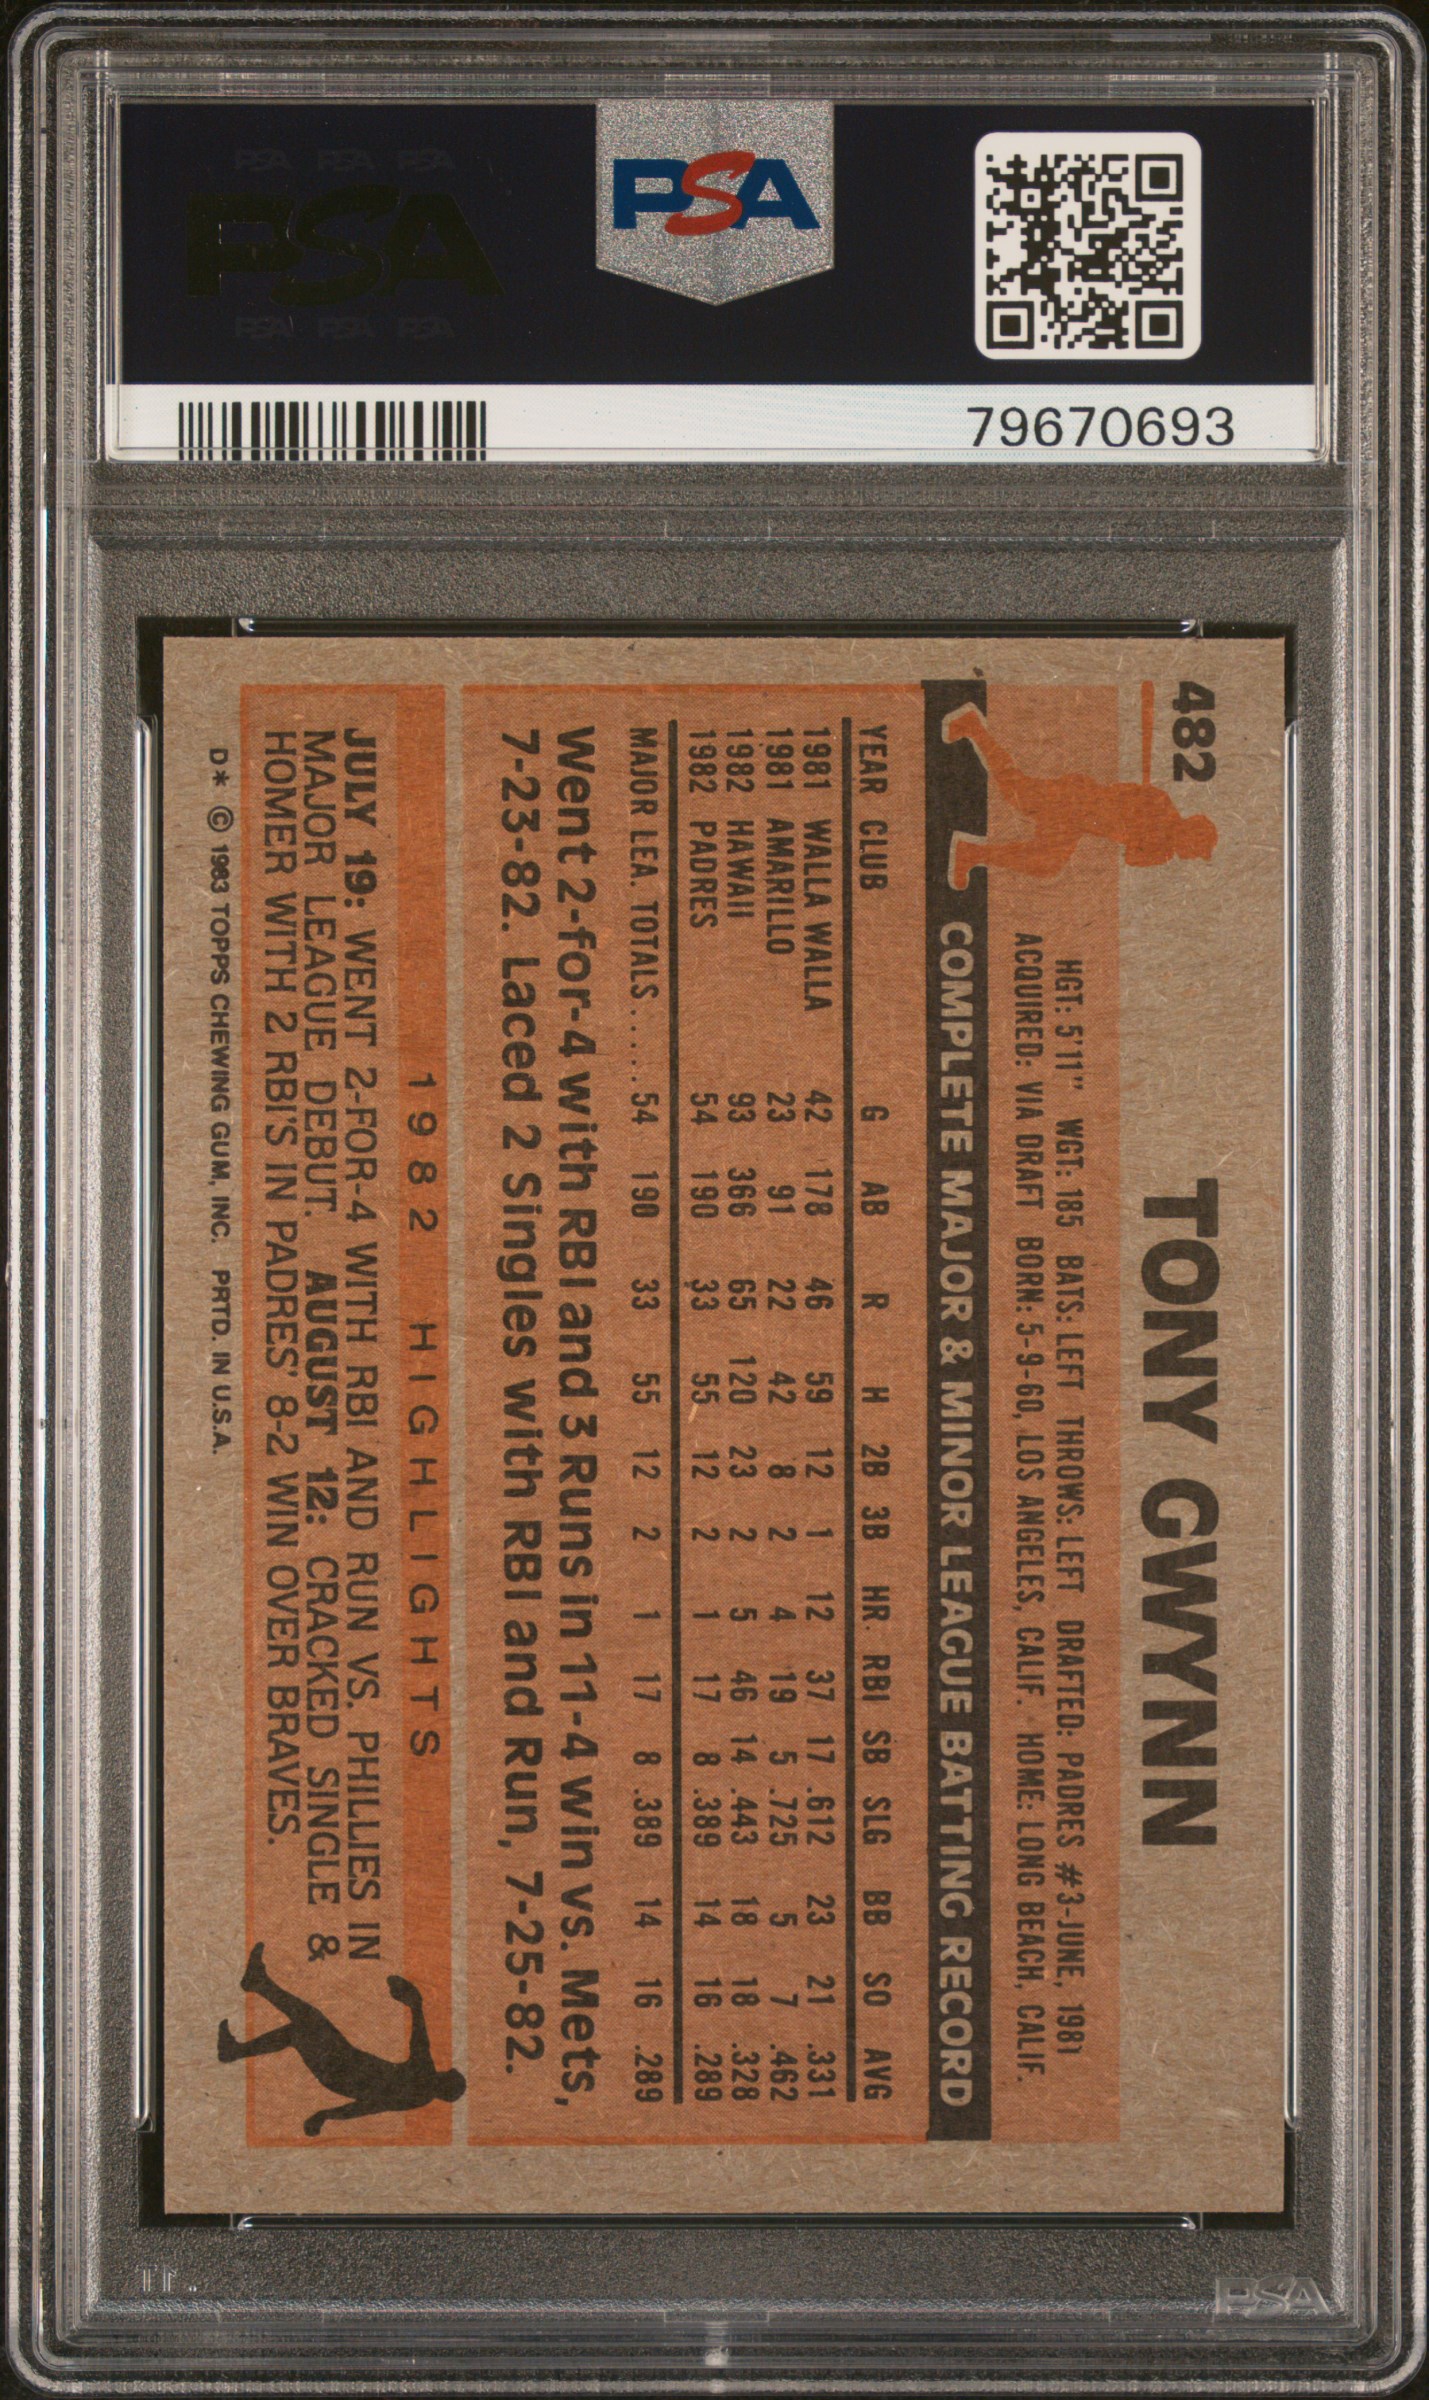 PSA PSA PSA
PSA
PSA PSA PSA
PSA
79670693
482
TONY GWYNN
HGT: 5'11" WGT: 185 BATS: LEFT THROWS: LEFT DRAFTED: PADRES #3-JUNE, 1981
ACQUIRED: VIA DRAFT BORN: 5-9-60, LOS ANGELES, CALIF. HOME: LONG BEACH, CALIF.
COMPLETE MAJOR & MINOR LEAGUE BATTING RECORD
YEAR CLUB G AB R H 2B 3B HR. RBI SB SLG BB SO AVG
1981 WALLA WALLA 42 178 46 59 12 1 12 37 17 .612 23 21 .331
1981 AMARILLO 23 91 22 42 8 2 4 19 5 .725 5 7 .462
1982 HAWAII 93 366 65 120 23 2 5 46 14 .443 18 18 .328
1982 PADRES 54 190 33 55 12 2 1 17 8 .389 14 16 .289
MAJOR LEA. TOTALS ..... 54 190 33 55 12 2 1 17 8 .389 14 16 .289
Went 2-for-4 with RBI and 3 Runs in 11-4 win vs. Mets,
7-23-82. Laced 2 Singles with RBI and Run, 7-25-82.
1982 HIGHLIGHTS
JULY 19: WENT 2-FOR-4 WITH RBI AND RUN VS. PHILLIES IN
MAJOR LEAGUE DEBUT. AUGUST 12: CRACKED SINGLE &
HOMER WITH 2 RBI'S IN PADRES' 8-2 WIN OVER BRAVES.
D* © 1983 TOPPS CHEWING GUM, INC. PRTD. IN U.S.A.
PSA